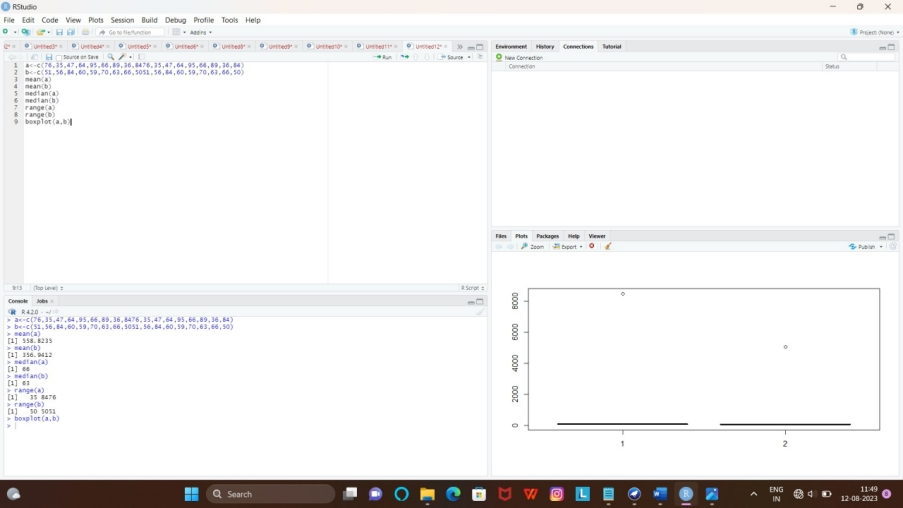 RStudio
File Edit Code View Plots Session Build Debug Profile Tools Help
Go to file/function Addins Project: (None)
Untitled3* Untitled4* Untitled5* Untitled6* Untitled8* Untitled9* Untitled10* Untitled11* Untitled12*
Source on Save Run Source
1 a<-c(76,35,47,64,95,66,89,36,8476,35,47,64,95,66,89,36,84)
2 b<-c(51,56,84,60,59,70,63,66,5051,56,84,60,59,70,63,66,50)
3 mean(a)
4 mean(b)
5 median(a)
6 median(b)
7 range(a)
8 range(b)
9 boxplot(a,b)
9:13 (Top Level) R Script
Console Jobs
R 4.2.0 · ~/
> a<-c(76,35,47,64,95,66,89,36,8476,35,47,64,95,66,89,36,84)
> b<-c(51,56,84,60,59,70,63,66,5051,56,84,60,59,70,63,66,50)
> mean(a)
[1] 558.8235
> mean(b)
[1] 356.9412
> median(a)
[1] 66
> median(b)
[1] 63
> range(a)
[1] 35 8476
> range(b)
[1] 50 5051
> boxplot(a,b)
>
Environment History Connections Tutorial
New Connection
Connection Status
Files Plots Packages Help Viewer
Zoom Export Publish
8000
6000
4000
2000
0
1 2
Search
ENG
IN
11:49
12-08-2023